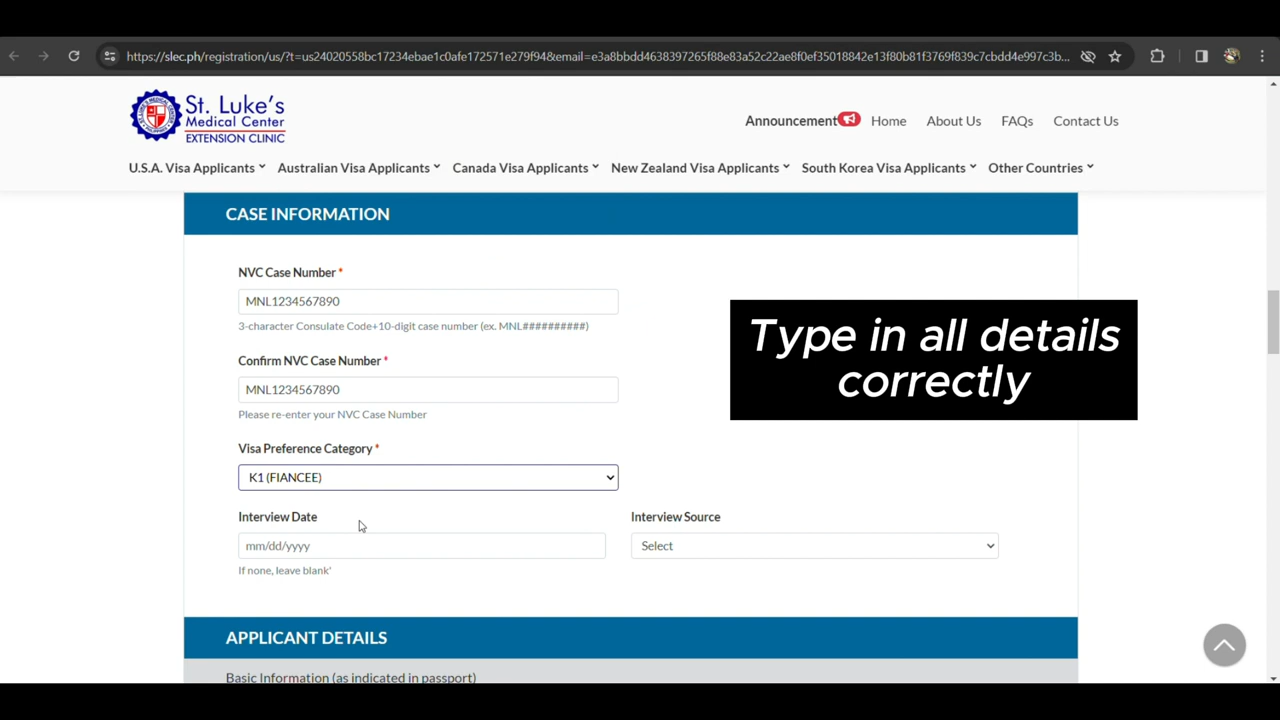 https://slec.ph/registration/us/?t=us24020558bc17234ebae1c0afe172571e279f94&email=e3a8bbdd4638397265f88e83a52c22ae8f0ef35018842e13f80b81f3769f839c7cbdd4e997c3b...
St. Luke's
Medical Center
EXTENSION CLINIC
Announcement Home About Us FAQs Contact Us
U.S.A. Visa Applicants Australian Visa Applicants Canada Visa Applicants New Zealand Visa Applicants South Korea Visa Applicants Other Countries
CASE INFORMATION
NVC Case Number *
MNL1234567890
3-character Consulate Code+10-digit case number (ex. MNL##########)
Confirm NVC Case Number *
MNL1234567890
Please re-enter your NVC Case Number
Type in all details
correctly
Visa Preference Category *
K1 (FIANCEE)
Interview Date Interview Source
mm/dd/yyyy Select
If none, leave blank'
APPLICANT DETAILS
Basic Information (as indicated in passport)